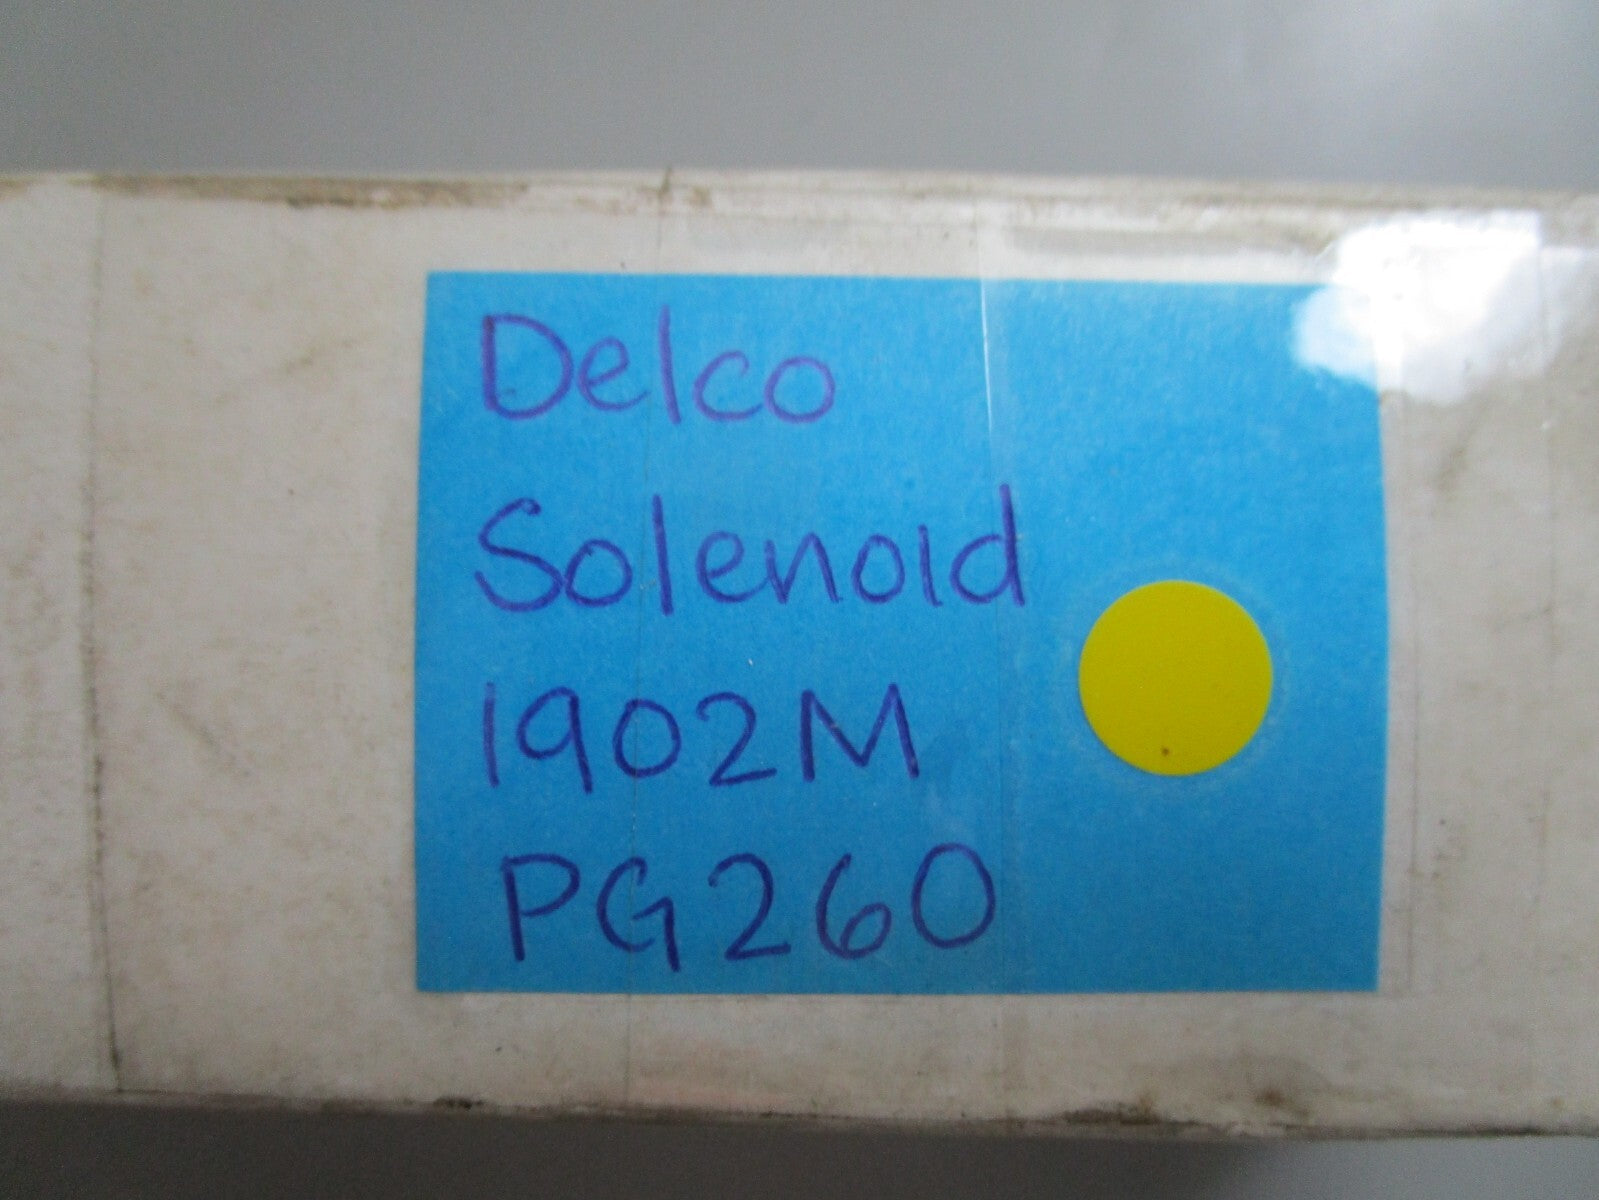 Delco
Solenoid
1902M
PG260